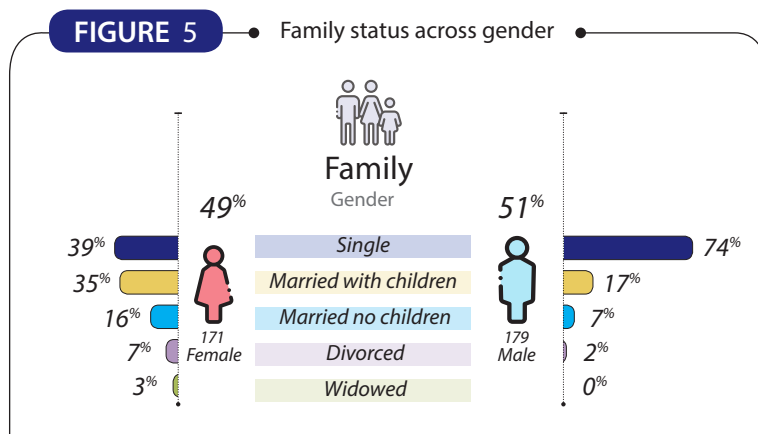 FIGURE 5 Family status across gender
Family
Gender
49% 51%
39% Single 74%
35% Married with children 17%
16% Married no children 7%
171 179
Female Male
7% Divorced 2%
3% Widowed 0%